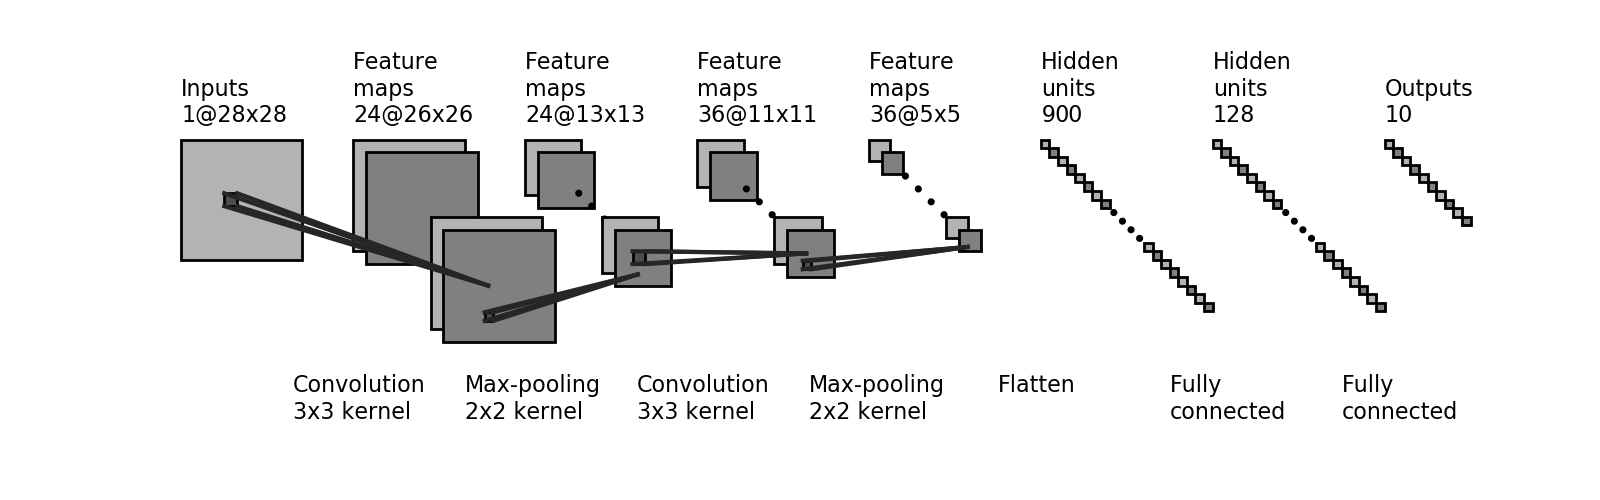 Inputs
1@28x28
Feature
maps
24@26x26
Feature
maps
24@13x13
Feature
maps
36@11x11
Feature
maps
36@5x5
Hidden
units
900
Hidden
units
128
Outputs
10
Convolution
3x3 kernel
Max-pooling
2x2 kernel
Convolution
3x3 kernel
Max-pooling
2x2 kernel
Flatten
Fully
connected
Fully
connected